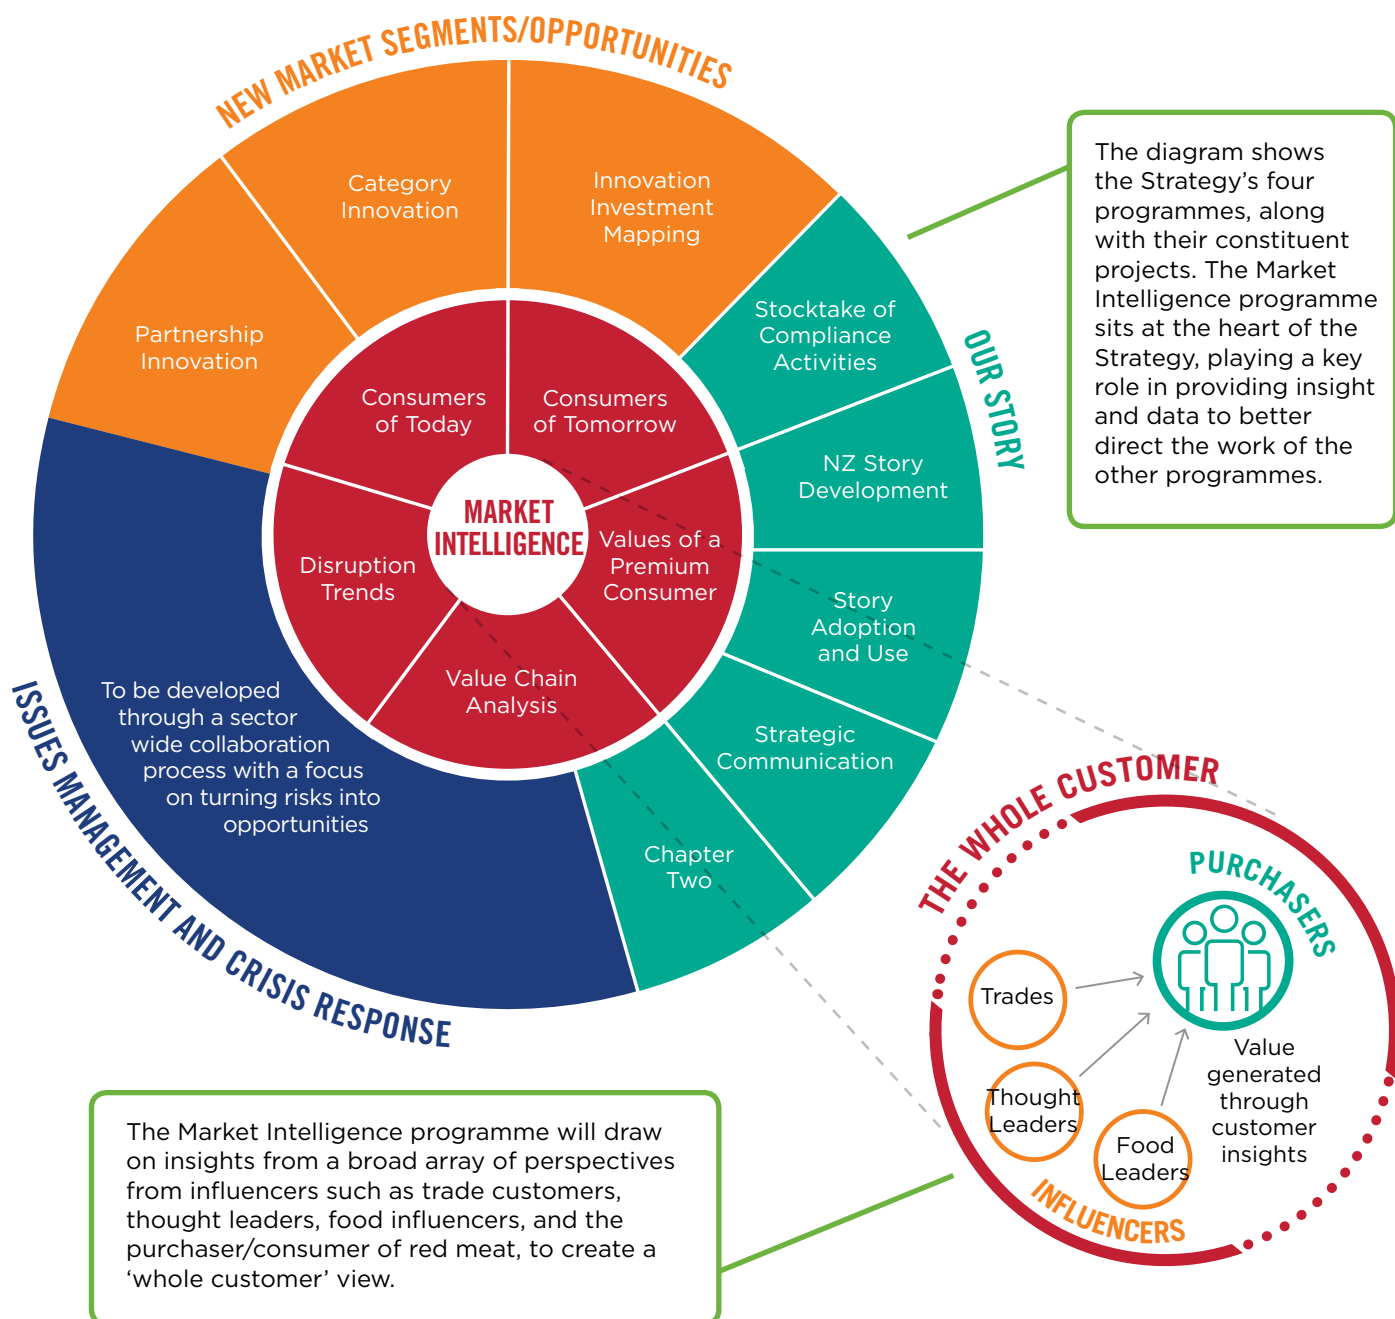 NEW MARKET SEGMENTS/OPPORTUNITIES
Category
Innovation
Innovation
Investment
Mapping
Partnership
Innovation
OUR STORY
Stocktake of
Compliance
Activities
NZ Story
Development
Story
Adoption
and Use
Strategic
Communication
Chapter
Two
ISSUES MANAGEMENT AND CRISIS RESPONSE
To be developed
through a sector
wide collaboration
process with a focus
on turning risks into
opportunities
MARKET
INTELLIGENCE
Consumers
of Today
Consumers
of Tomorrow
Values of a
Premium
Consumer
Value Chain
Analysis
Disruption
Trends
The diagram shows
the Strategy’s four
programmes, along
with their constituent
projects. The Market
Intelligence programme
sits at the heart of the
Strategy, playing a key
role in providing insight
and data to better
direct the work of the
other programmes.
THE WHOLE CUSTOMER
PURCHASERS
Trades
Thought
Leaders
Food
Leaders
INFLUENCERS
Value
generated
through
customer
insights
The Market Intelligence programme will draw
on insights from a broad array of perspectives
from influencers such as trade customers,
thought leaders, food influencers, and the
purchaser/consumer of red meat, to create a
‘whole customer’ view.